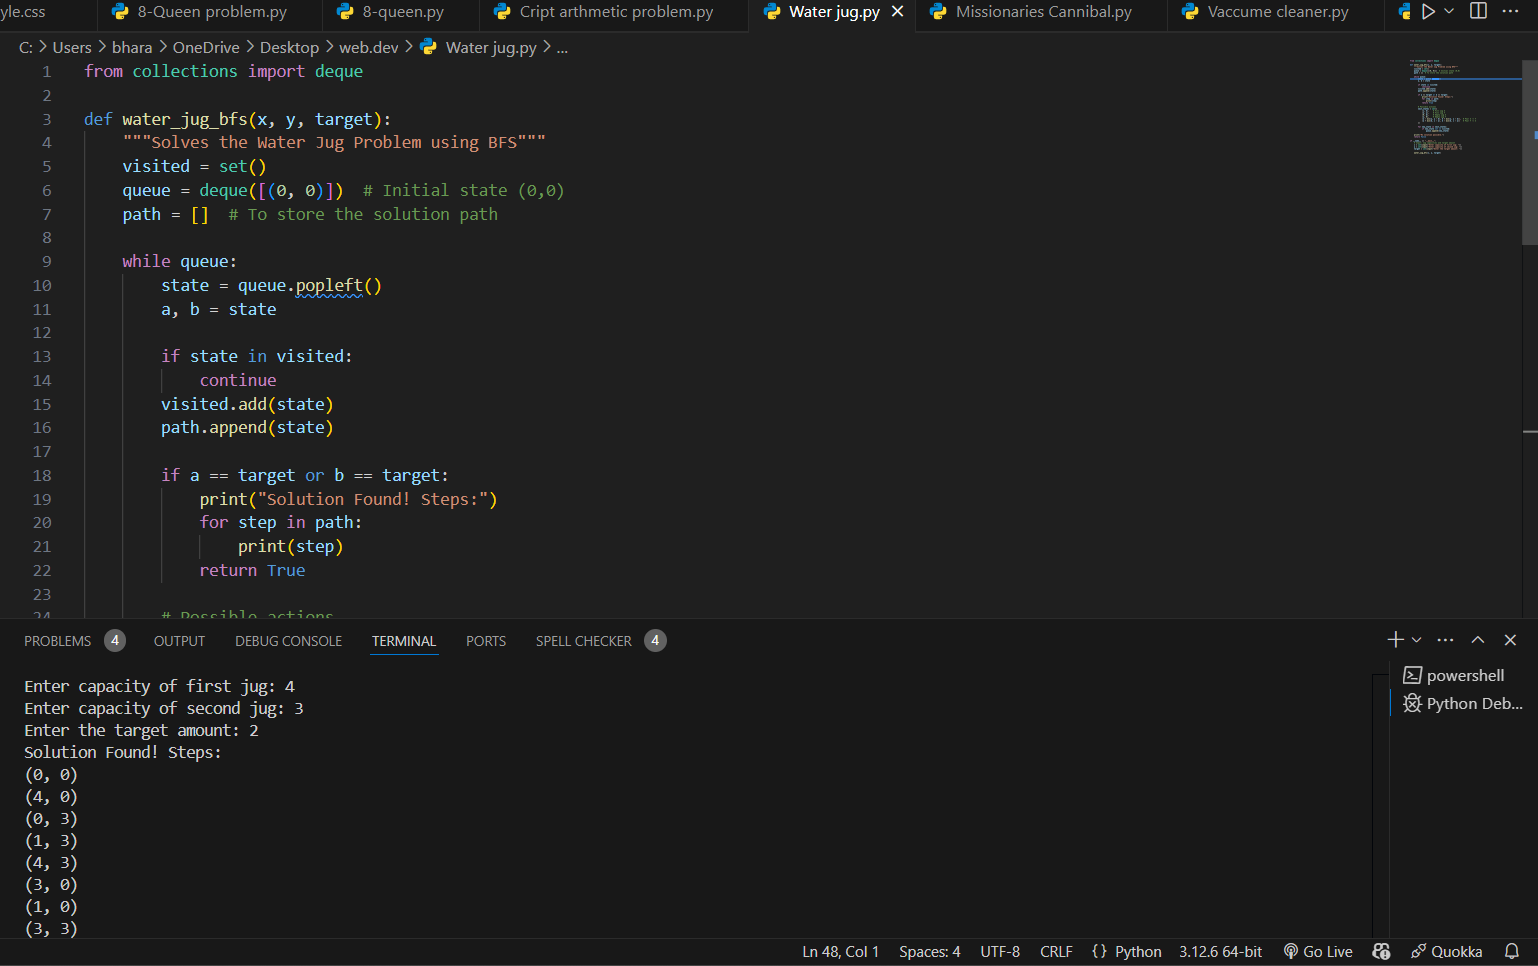 yle.css
8-Queen problem.py
8-queen.py
Cript arthmetic problem.py
Water jug.py
Missionaries Cannibal.py
Vaccume cleaner.py
C: > Users > bhara > OneDrive > Desktop > web.dev > Water jug.py > ...
1 from collections import deque
2
3 def water_jug_bfs(x, y, target):
4     """Solves the Water Jug Problem using BFS"""
5     visited = set()
6     queue = deque([(0, 0)])  # Initial state (0,0)
7     path = []  # To store the solution path
8
9     while queue:
10         state = queue.popleft()
11         a, b = state
12
13         if state in visited:
14             continue
15         visited.add(state)
16         path.append(state)
17
18         if a == target or b == target:
19             print("Solution Found! Steps:")
20             for step in path:
21                 print(step)
22             return True
23
24         # Possible actions
PROBLEMS 4 OUTPUT DEBUG CONSOLE TERMINAL PORTS SPELL CHECKER 4
Enter capacity of first jug: 4
Enter capacity of second jug: 3
Enter the target amount: 2
Solution Found! Steps:
(0, 0)
(4, 0)
(0, 3)
(1, 3)
(4, 3)
(3, 0)
(1, 0)
(3, 3)
powershell
Python Deb...
Ln 48, Col 1 Spaces: 4 UTF-8 CRLF {} Python 3.12.6 64-bit Go Live Quokka